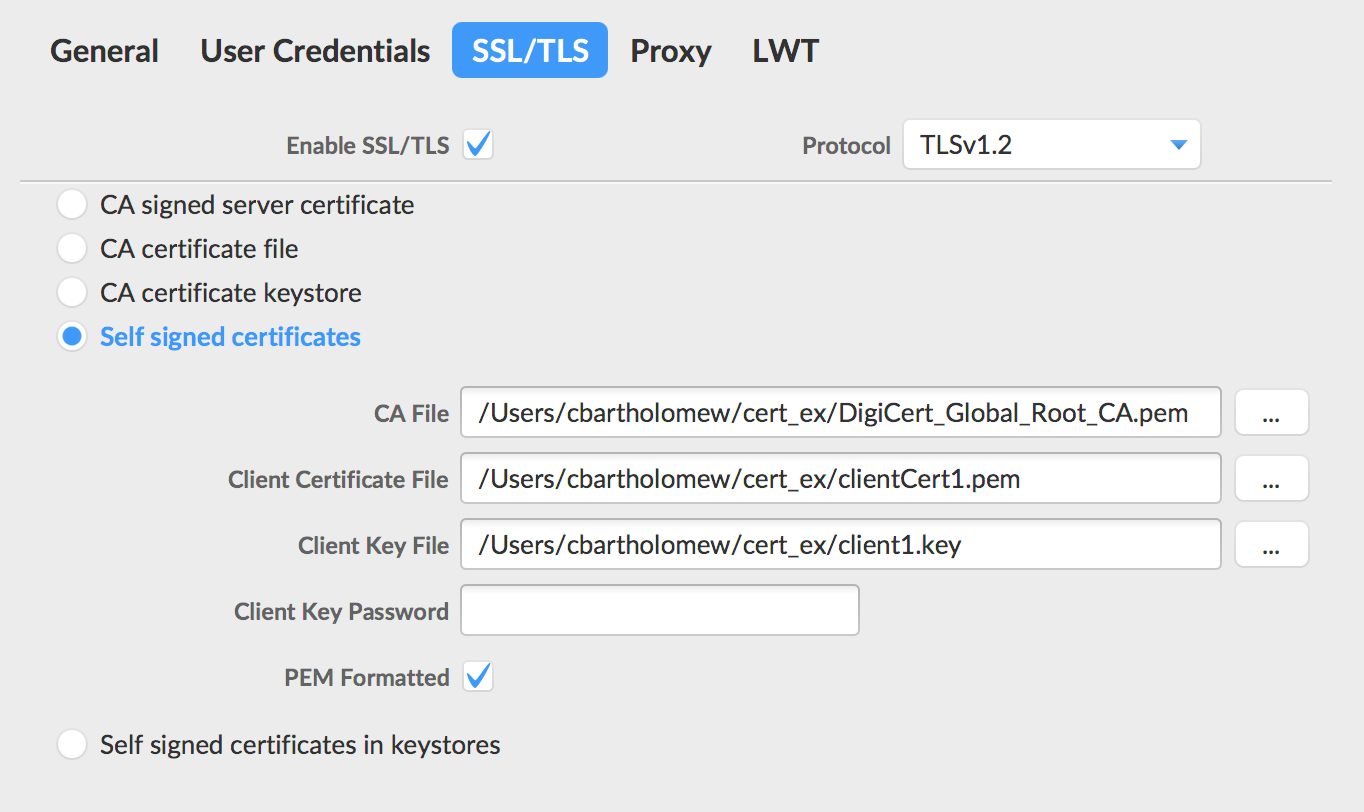 General User Credentials SSL/TLS Proxy LWT
Enable SSL/TLS Protocol TLSv1.2
CA signed server certificate
CA certificate file
CA certificate keystore
Self signed certificates
CA File /Users/cbartholomew/cert_ex/DigiCert_Global_Root_CA.pem ...
Client Certificate File /Users/cbartholomew/cert_ex/clientCert1.pem ...
Client Key File /Users/cbartholomew/cert_ex/client1.key ...
Client Key Password
PEM Formatted
Self signed certificates in keystores